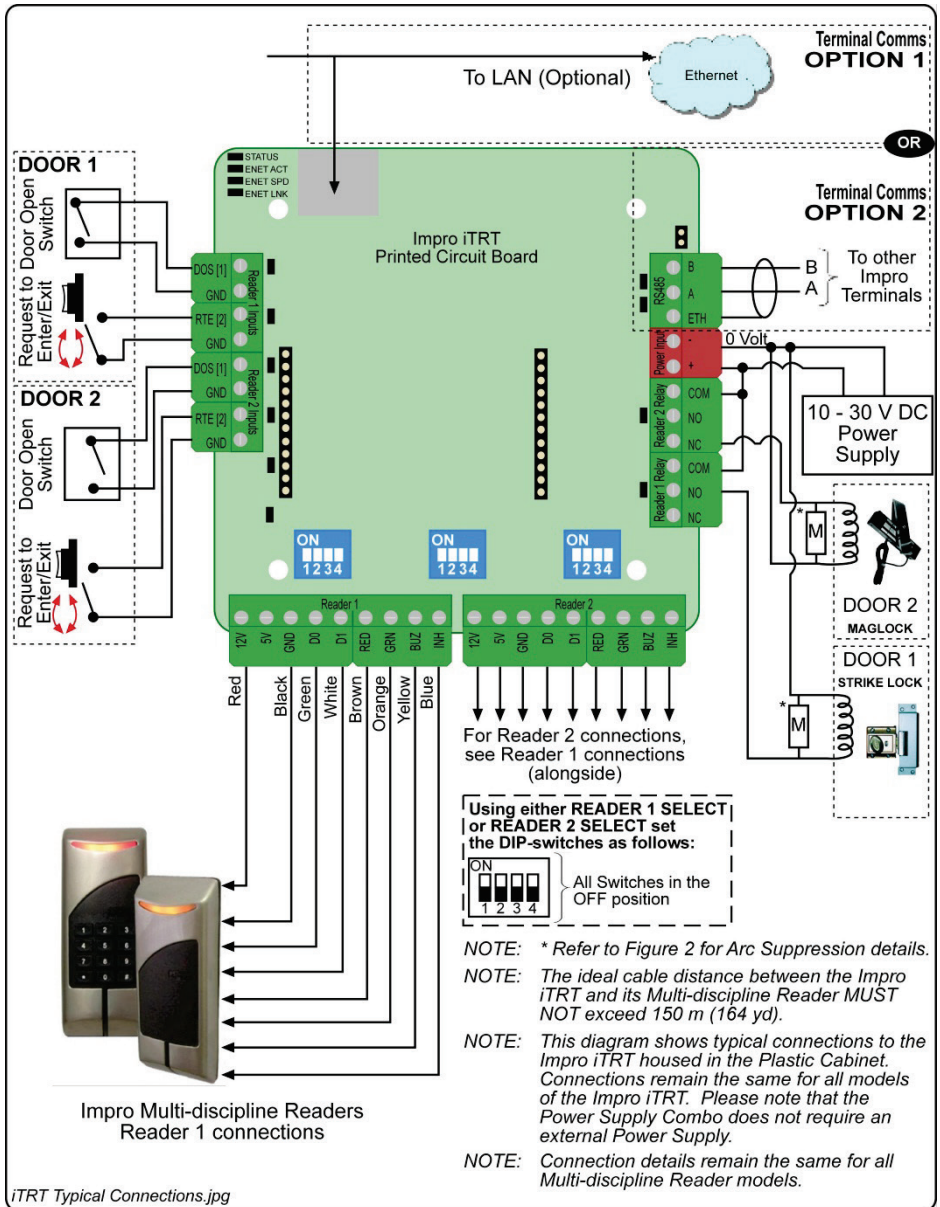 Terminal Comms
OPTION 1
To LAN (Optional)
Ethernet
OR
Terminal Comms
OPTION 2
B
A
To other
Impro
Terminals
DOOR 1
Door Open
Switch
Request to
Enter/Exit
DOOR 2
Door Open
Switch
Request to
Enter/Exit
STATUS
ENET ACT
ENET SPD
ENET LNK
Impro iTRT
Printed Circuit Board
DOS [1]
GND
RTE [2]
GND
Reader 1 Inputs
DOS [1]
GND
RTE [2]
GND
Reader 2 Inputs
RS485
B
A
ETH
Power Input
-
+
0 Volt
Reader 2 Relay
COM
NO
NC
Reader 1 Relay
COM
NO
NC
10 - 30 V DC
Power
Supply
* M
DOOR 2
MAGLOCK
* M
DOOR 1
STRIKE LOCK
ON
1 2 3 4
ON
1 2 3 4
ON
1 2 3 4
Reader 1
12V 5V GND D0 D1 RED GRN BUZ INH
Reader 2
12V 5V GND D0 D1 RED GRN BUZ INH
Red
Black
Green
White
Brown
Orange
Yellow
Blue
For Reader 2 connections,
see Reader 1 connections
(alongside)
Using either READER 1 SELECT
or READER 2 SELECT set
the DIP-switches as follows:
ON
1 2 3 4
All Switches in the
OFF position
1 2 3
4 5 6
7 8 9
* 0 #
Impro Multi-discipline Readers
Reader 1 connections
NOTE: * Refer to Figure 2 for Arc Suppression details.
NOTE: The ideal cable distance between the Impro
iTRT and its Multi-discipline Reader MUST
NOT exceed 150 m (164 yd).
NOTE: This diagram shows typical connections to the
Impro iTRT housed in the Plastic Cabinet.
Connections remain the same for all models
of the Impro iTRT. Please note that the
Power Supply Combo does not require an
external Power Supply.
NOTE: Connection details remain the same for all
Multi-discipline Reader models.
iTRT Typical Connections.jpg